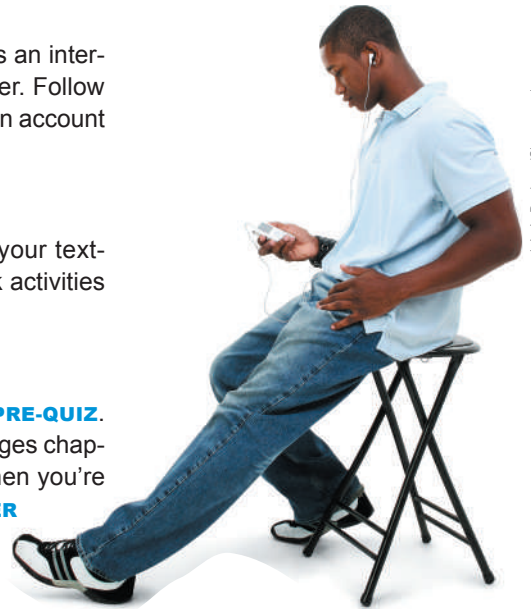 s an inter-
er. Follow
n account
your text-
k activities
PRE-QUIZ.
ges chap-
hen you're
ER